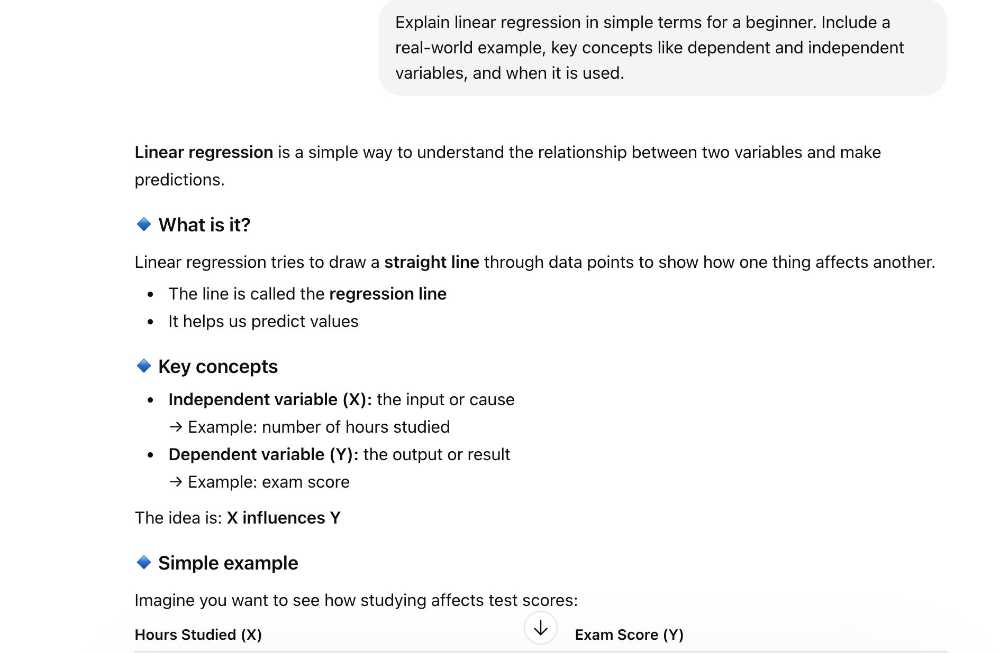 Explain linear regression in simple terms for a beginner. Include a
real-world example, key concepts like dependent and independent
variables, and when it is used.
Linear regression is a simple way to understand the relationship between two variables and make
predictions.
What is it?
Linear regression tries to draw a straight line through data points to show how one thing affects another.
• The line is called the regression line
• It helps us predict values
Key concepts
• Independent variable (X): the input or cause
→ Example: number of hours studied
• Dependent variable (Y): the output or result
→ Example: exam score
The idea is: X influences Y
Simple example
Imagine you want to see how studying affects test scores:
Hours Studied (X) Exam Score (Y)